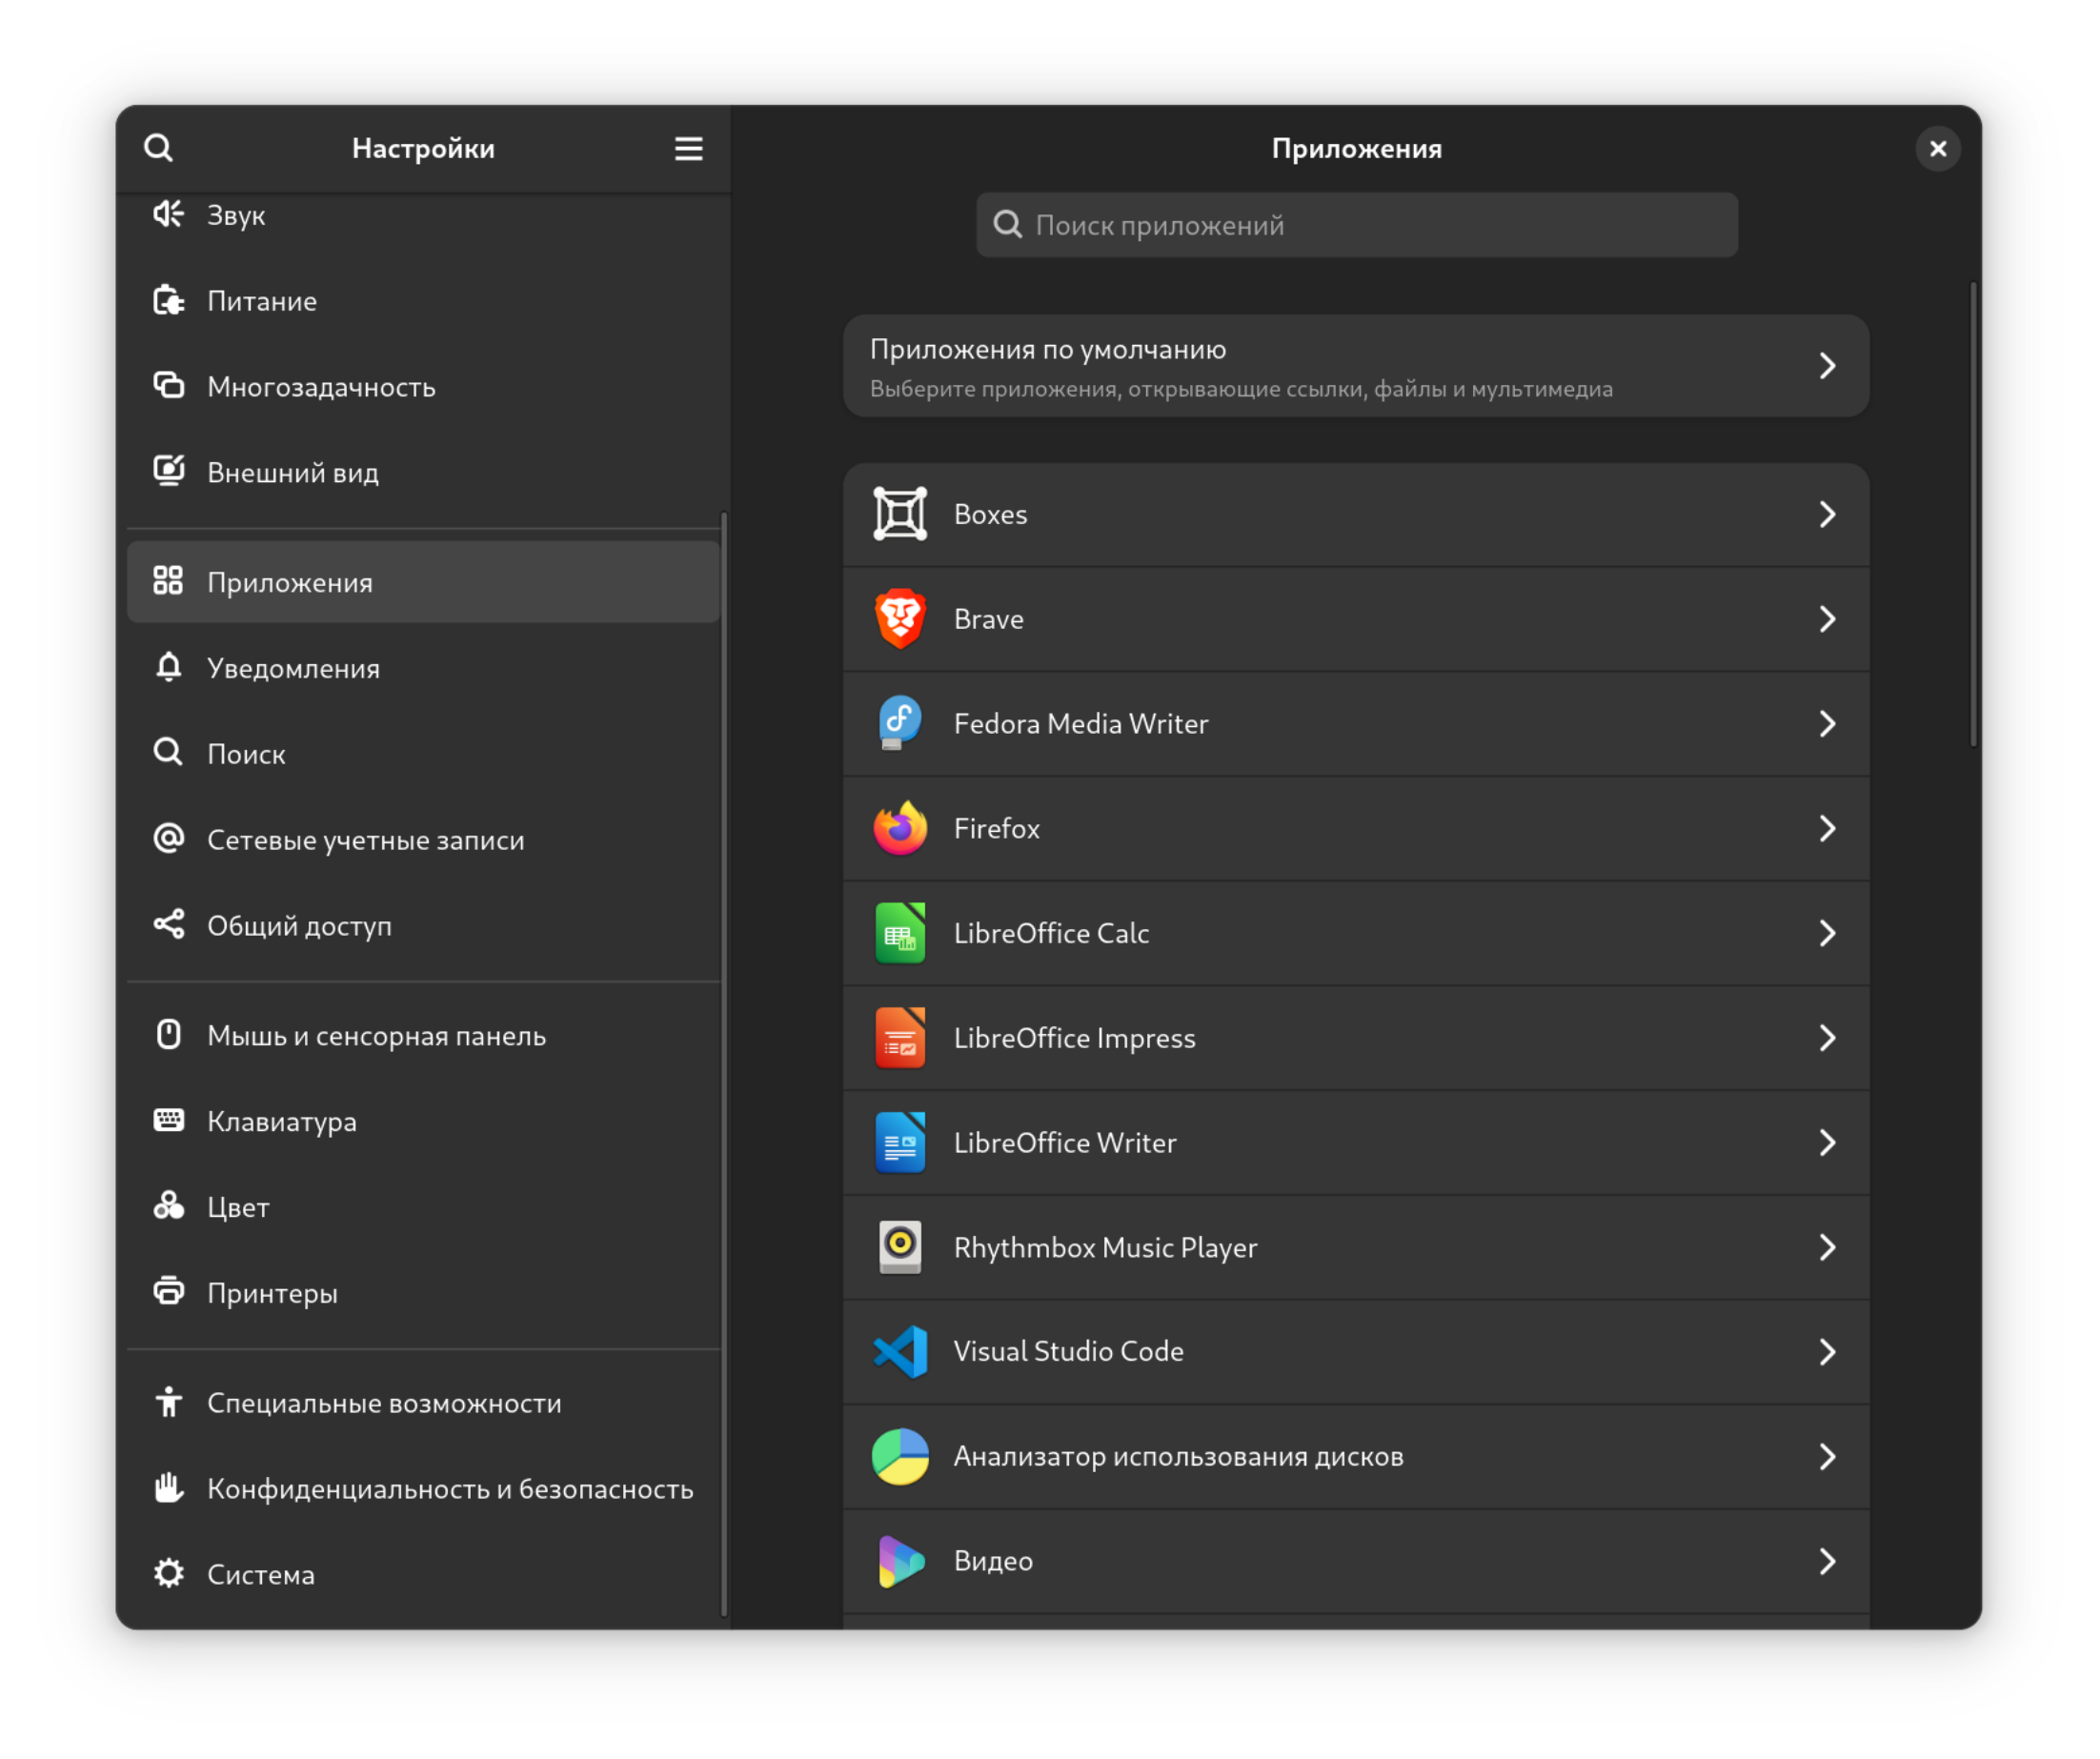 Настройки
Звук
Питание
Многозадачность
Внешний вид
Приложения
Уведомления
Поиск
Сетевые учетные записи
Общий доступ
Мышь и сенсорная панель
Клавиатура
Цвет
Принтеры
Специальные возможности
Конфиденциальность и безопасность
Система
Приложения
Поиск приложений
Приложения по умолчанию
Выберите приложения, открывающие ссылки, файлы и мультимедиа
Boxes
Brave
Fedora Media Writer
Firefox
LibreOffice Calc
LibreOffice Impress
LibreOffice Writer
Rhythmbox Music Player
Visual Studio Code
Анализатор использования дисков
Видео